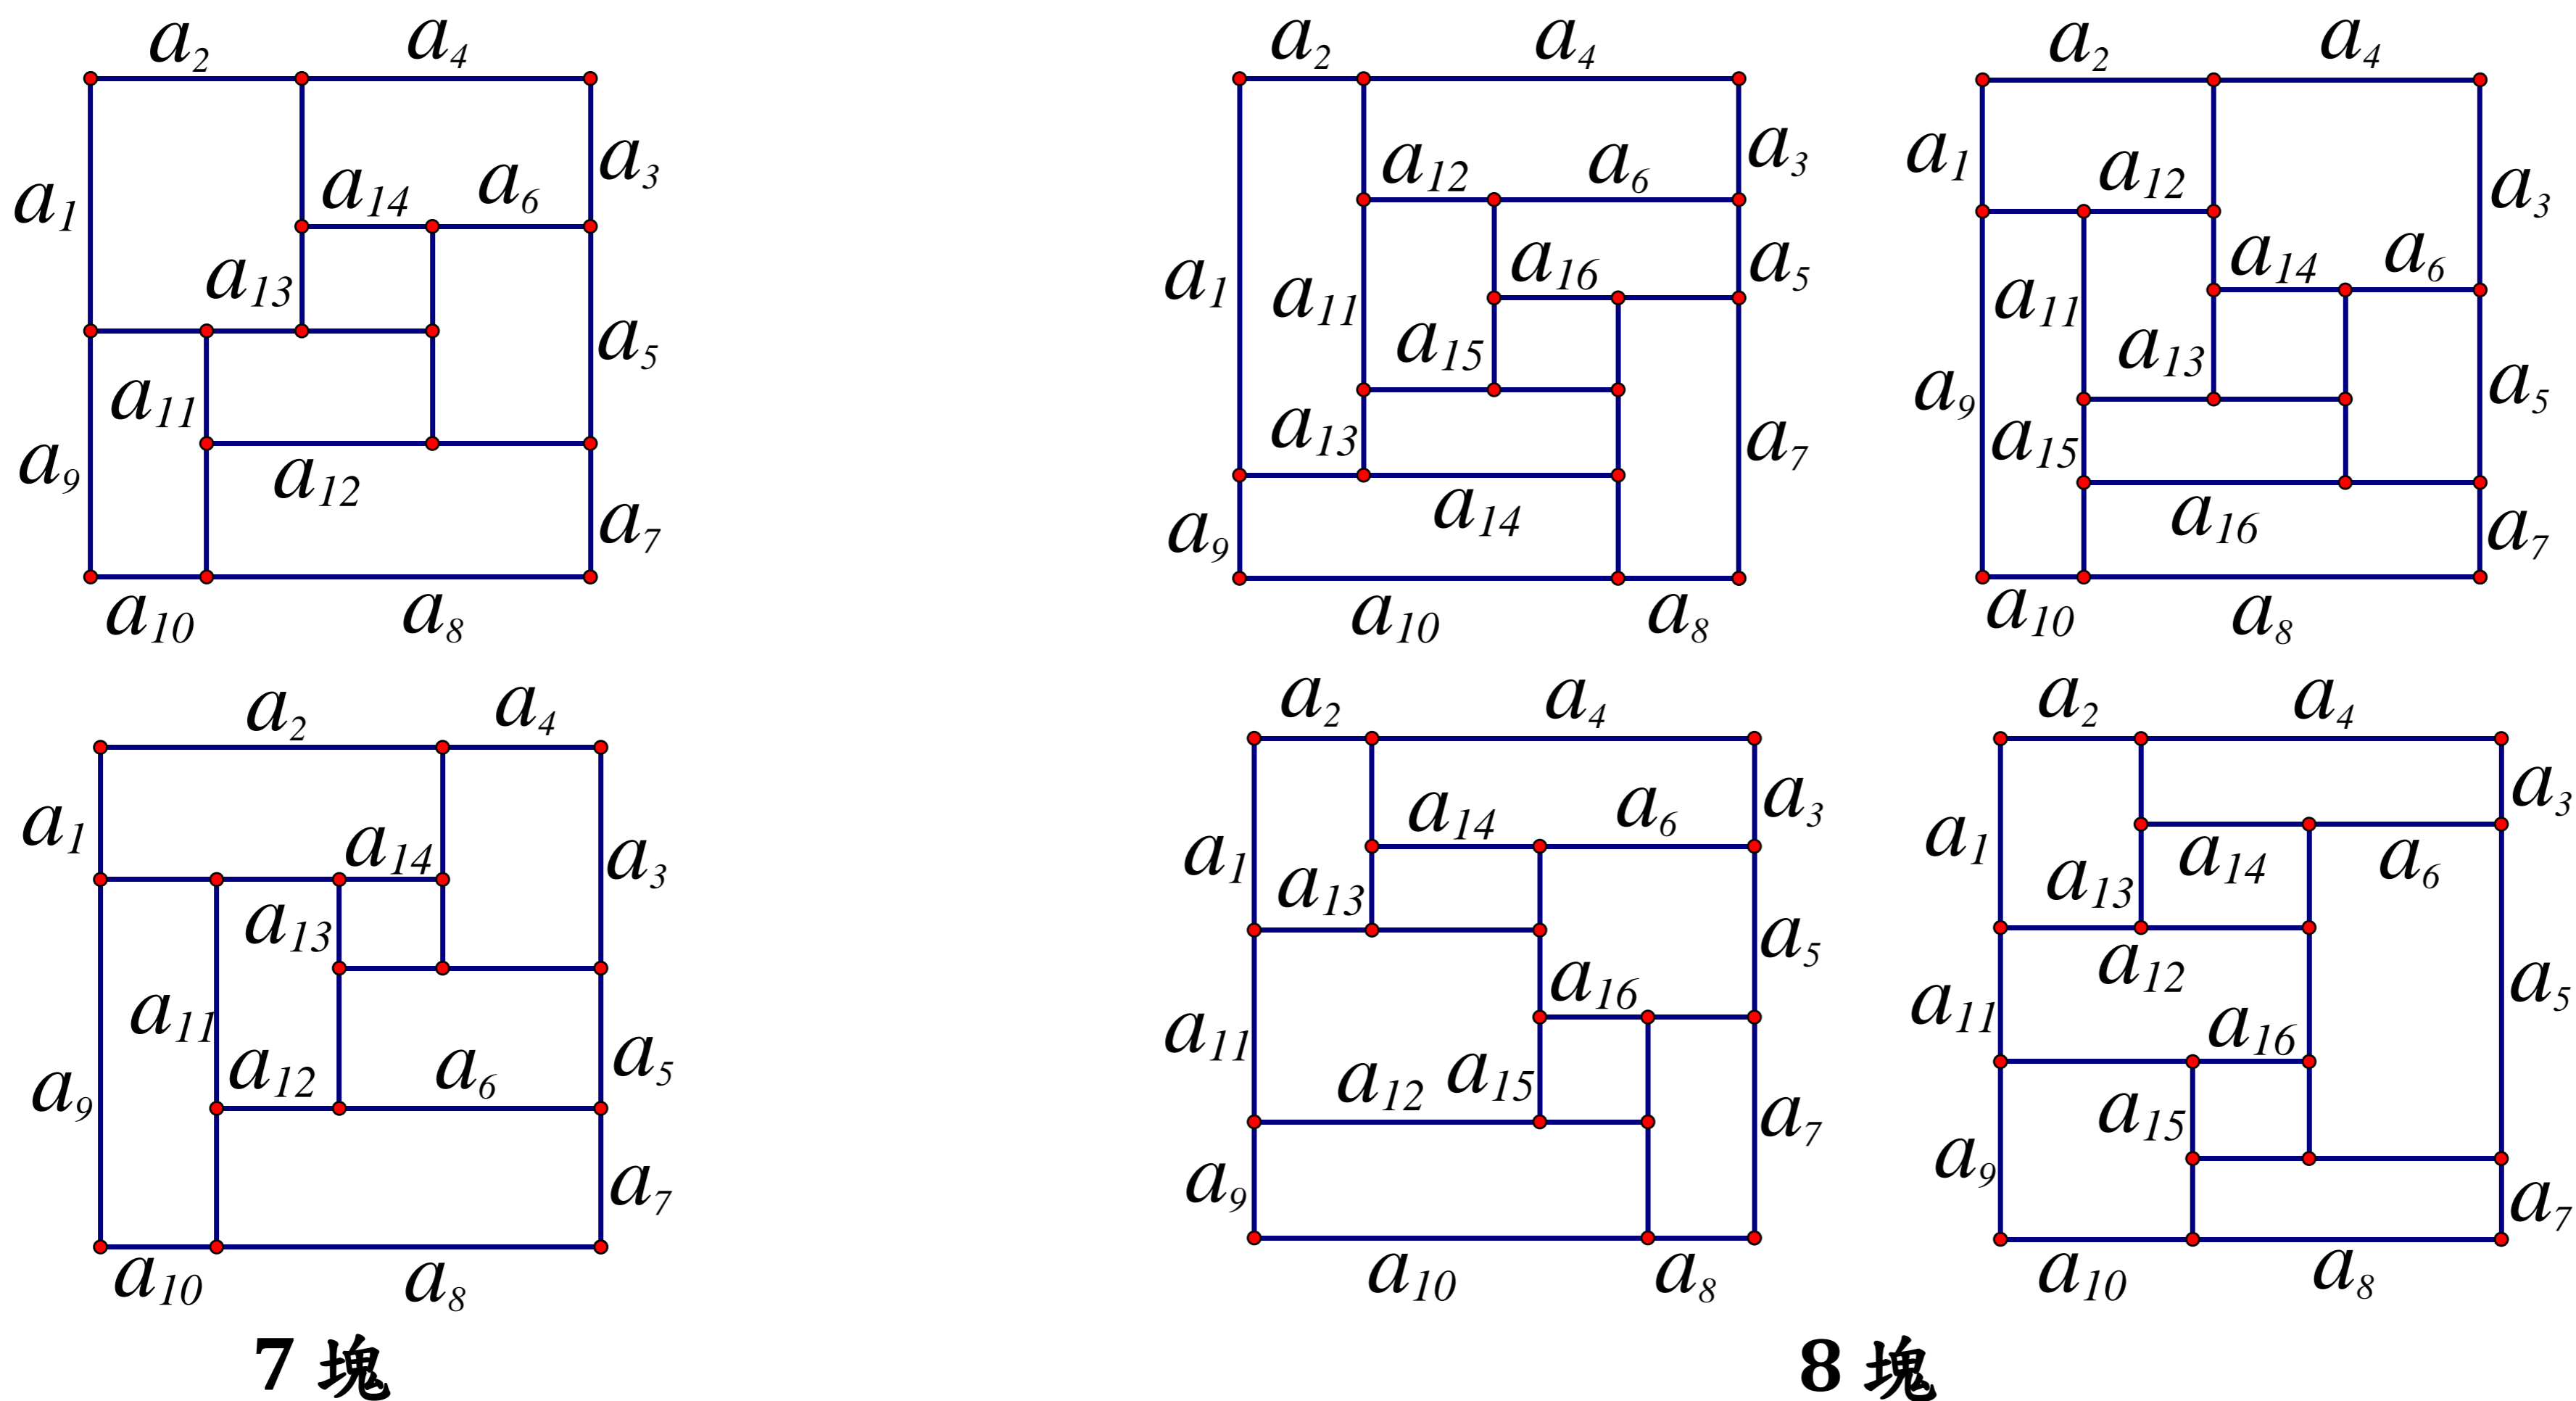 a2 a4
a1 a14 a6 a3
a13
a11 a5
a9 a12 a7
a10 a8
a2 a4
a12 a6 a3
a1 a11 a16 a5
a15
a13 a7
a9 a14
a10 a8
a2 a4
a1 a12 a3
a11 a14 a6
a9 a13 a5
a15
a16 a7
a10 a8
a2 a4
a1 a14 a3
a13
a11
a9 a12 a6 a5
a7
a10 a8
7 塊
a2 a4
a14 a6 a3
a1 a13
a5
a11 a16
a12 a15 a7
a9
a10 a8
a2 a4
a3
a1 a13 a14 a6
a12
a11 a16 a5
a15
a9 a7
a10 a8
8 塊